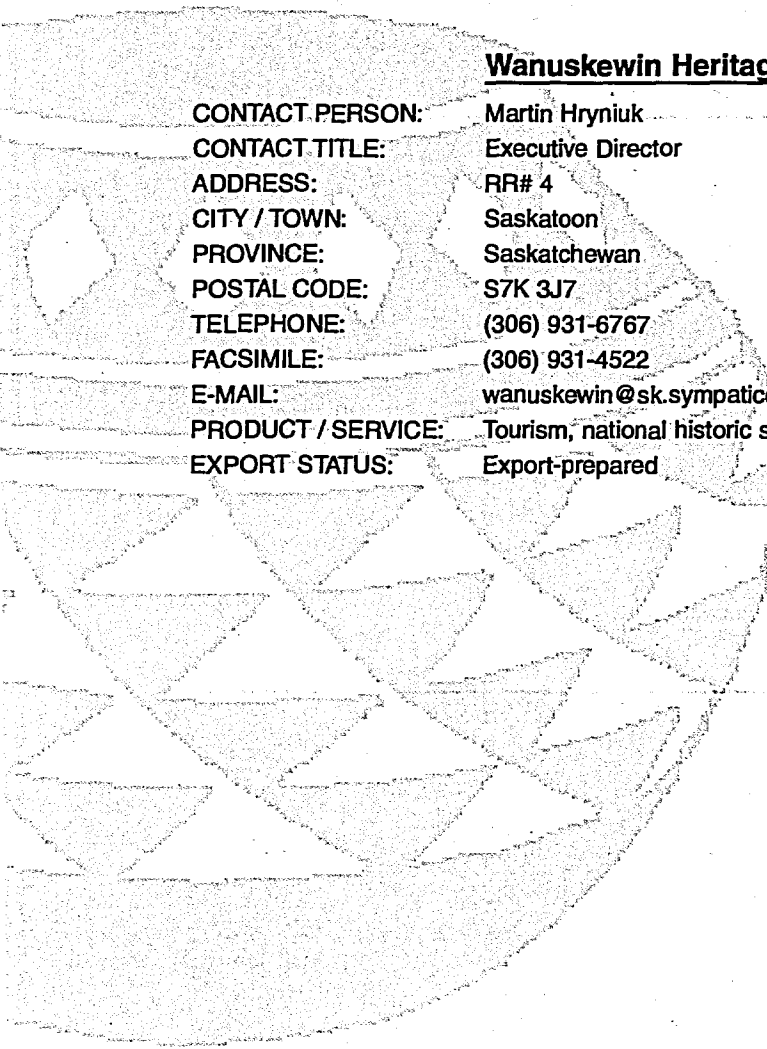 Wanuskewin Heritag
CONTACT PERSON: Martin Hryniuk
CONTACT TITLE: Executive Director
ADDRESS: RR# 4
CITY / TOWN: Saskatoon
PROVINCE: Saskatchewan
POSTAL CODE: S7K 3J7
TELEPHONE: (306) 931-6767
FACSIMILE: (306) 931-4522
E-MAIL: wanuskewin@sk.sympatic
PRODUCT / SERVICE: Tourism, national historic s
EXPORT STATUS: Export-prepared